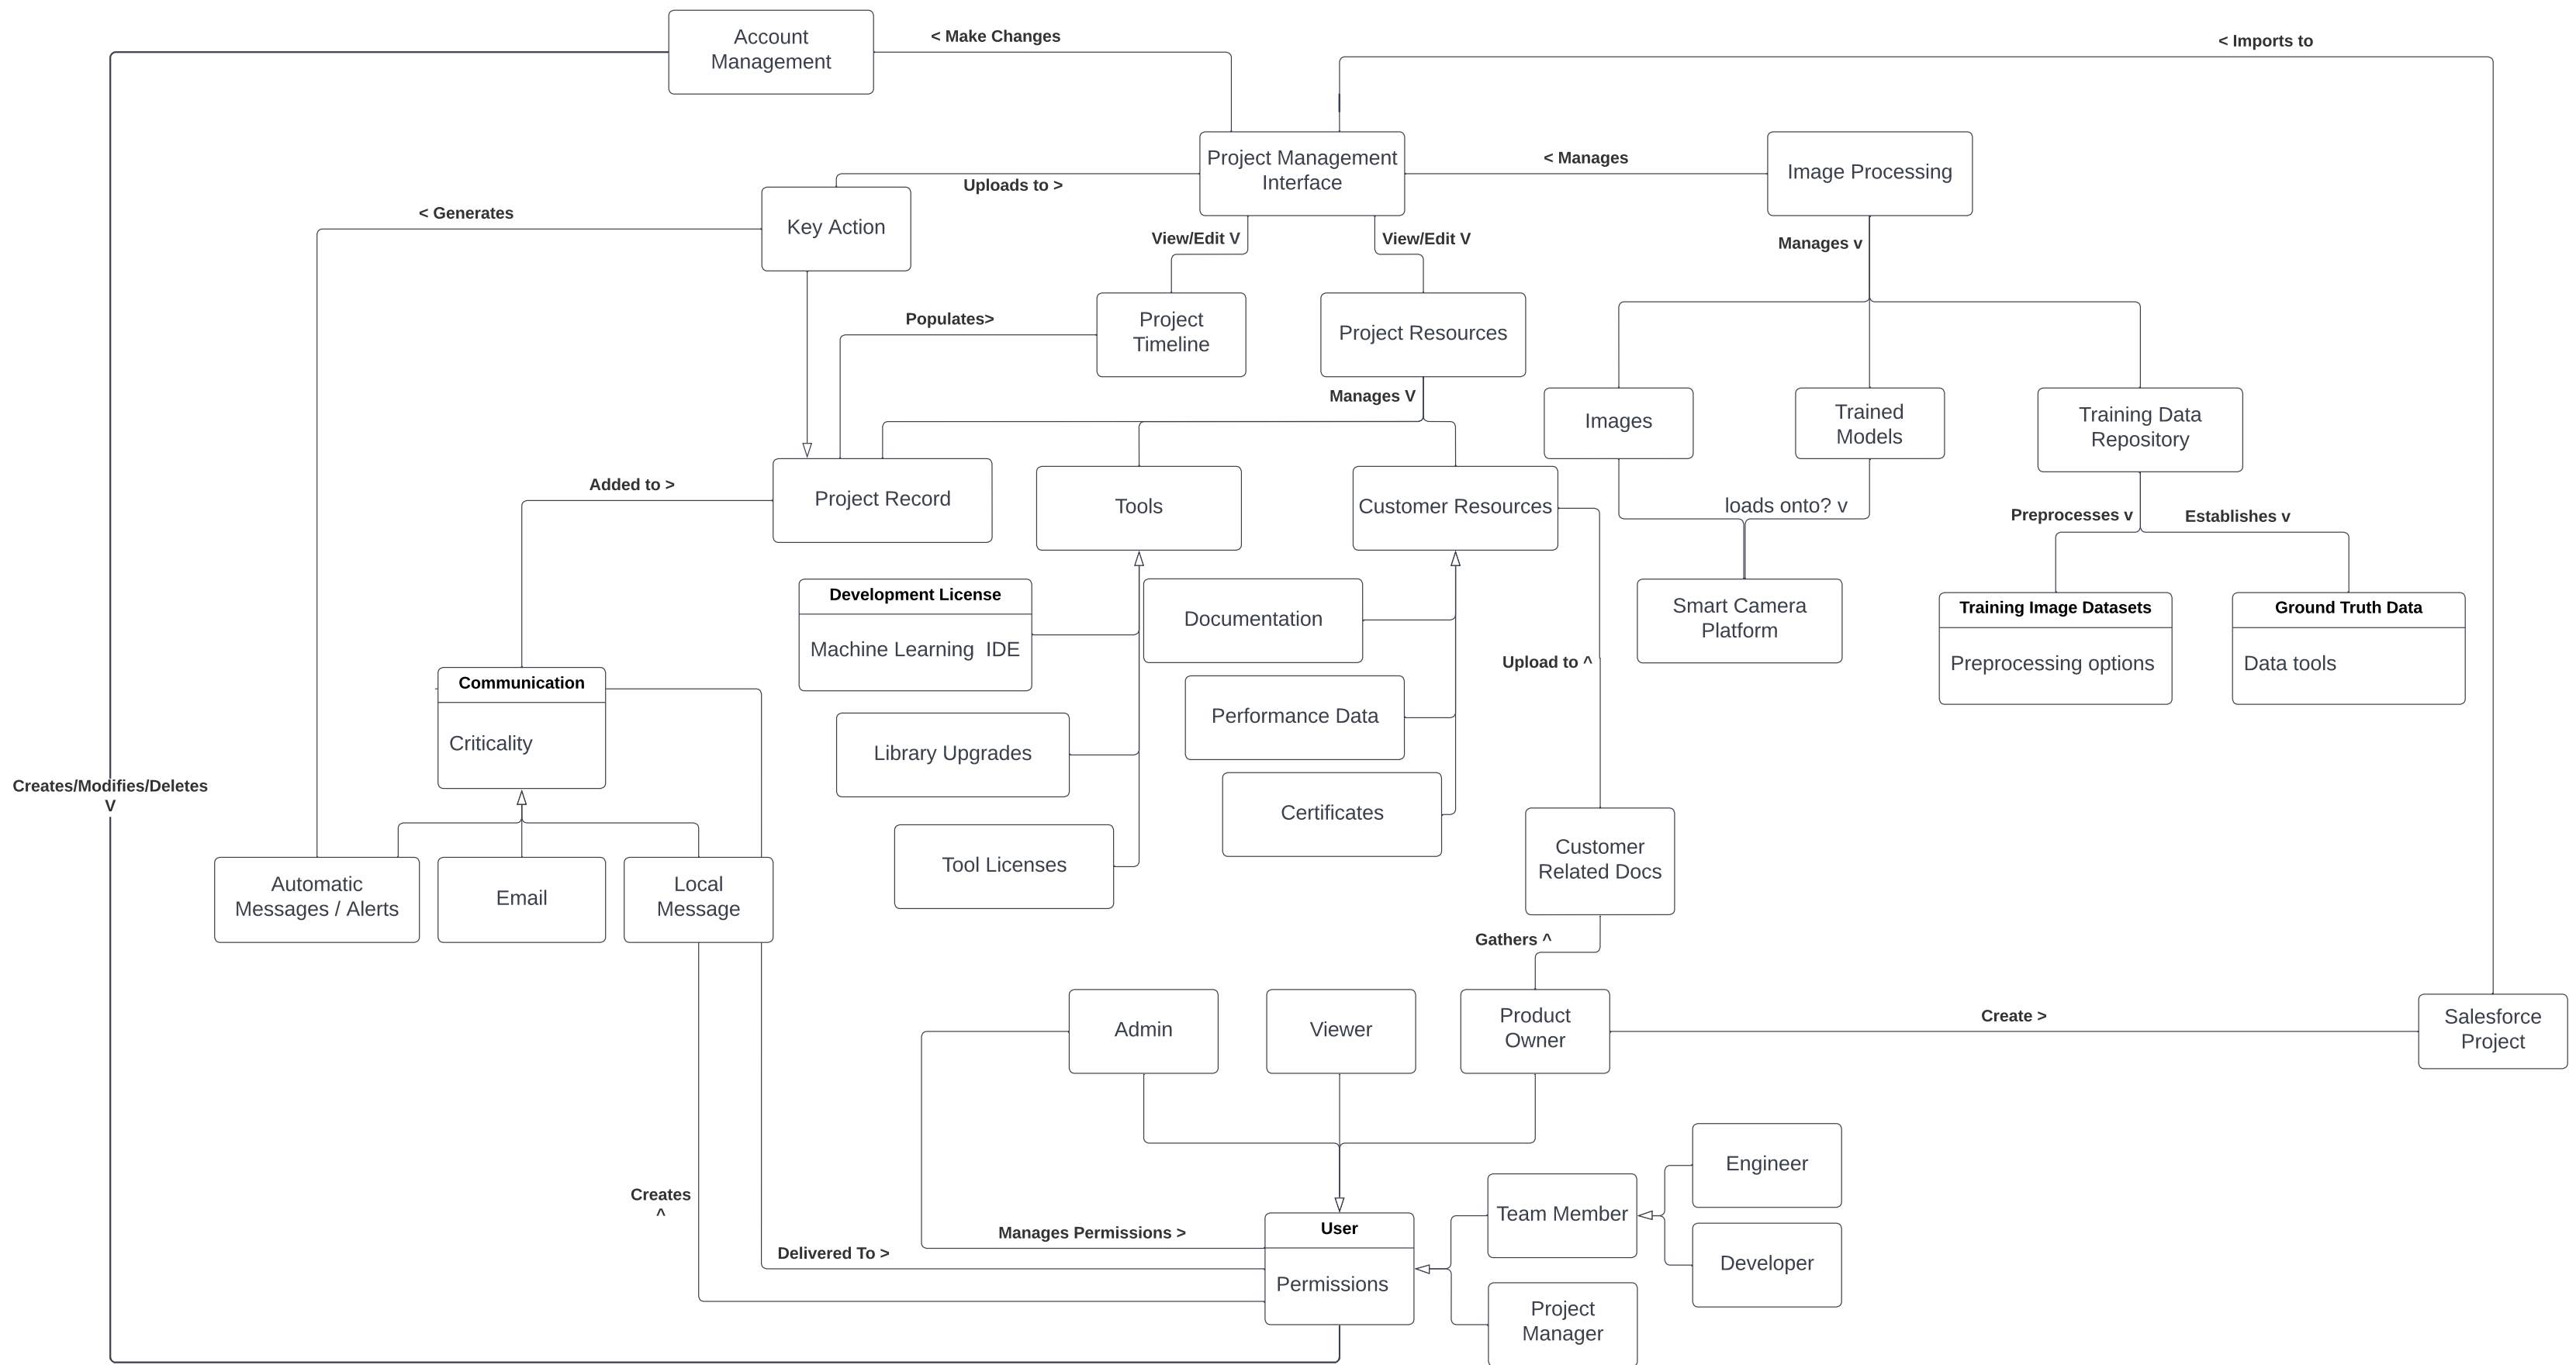 Account
Management
< Make Changes
< Imports to
Project Management
Interface
< Manages
Image Processing
Uploads to >
Key Action
< Generates
View/Edit V
View/Edit V
Manages v
Populates>
Project
Timeline
Project Resources
Manages V
Images
Trained
Models
Training Data
Repository
Added to >
Project Record
Tools
Customer Resources
loads onto? v
Preprocesses v
Establishes v
Development License
Machine Learning  IDE
Documentation
Smart Camera
Platform
Training Image Datasets
Preprocessing options
Ground Truth Data
Data tools
Upload to ^
Communication
Criticality
Performance Data
Library Upgrades
Creates/Modifies/Deletes
V
Certificates
Tool Licenses
Customer
Related Docs
Automatic
Messages / Alerts
Email
Local
Message
Gathers ^
Admin
Viewer
Product
Owner
Create >
Salesforce
Project
Engineer
Creates
^
Team Member
Manages Permissions >
User
Permissions
Delivered To >
Developer
Project
Manager